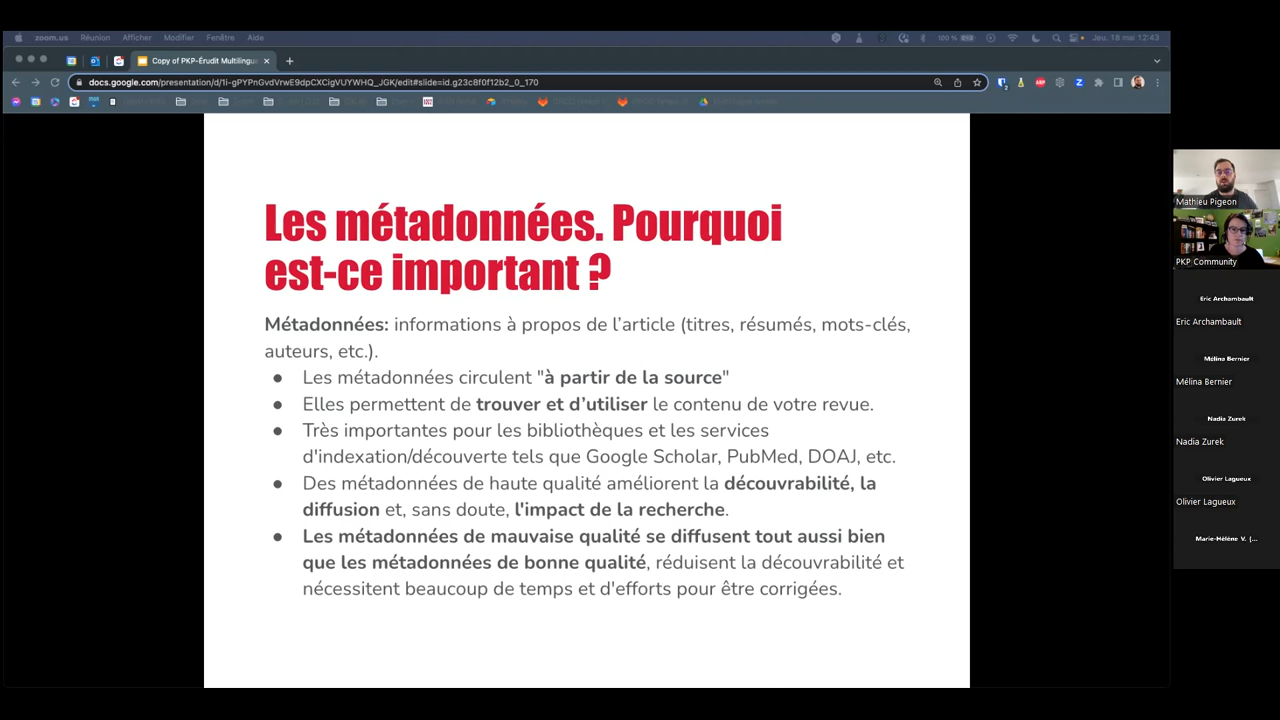 zoom.us Réunion Afficher Modifier Fenêtre Aide 100 % Jeu. 18 mai 12:43
Copy of PKP-Érudit Multilingu
docs.google.com/presentation/d/1i-gPYPnGvdVrwE9dpCXCigVUYWHQ_JGK/edit#slide=id.g23c8f0f12b2_0_170
Les métadonnées. Pourquoi
est-ce important ?
Métadonnées: informations à propos de l’article (titres, résumés, mots-clés,
auteurs, etc.).
● Les métadonnées circulent "à partir de la source"
● Elles permettent de trouver et d’utiliser le contenu de votre revue.
● Très importantes pour les bibliothèques et les services
d'indexation/découverte tels que Google Scholar, PubMed, DOAJ, etc.
● Des métadonnées de haute qualité améliorent la découvrabilité, la
diffusion et, sans doute, l'impact de la recherche.
● Les métadonnées de mauvaise qualité se diffusent tout aussi bien
que les métadonnées de bonne qualité, réduisent la découvrabilité et
nécessitent beaucoup de temps et d'efforts pour être corrigées.
Mathieu Pigeon
PKP Community
Eric Archambault
Eric Archambault
Mélina Bernier
Mélina Bernier
Nadia Zurek
Nadia Zurek
Olivier Lagueux
Olivier Lagueux
Marie-Hélène V. (...